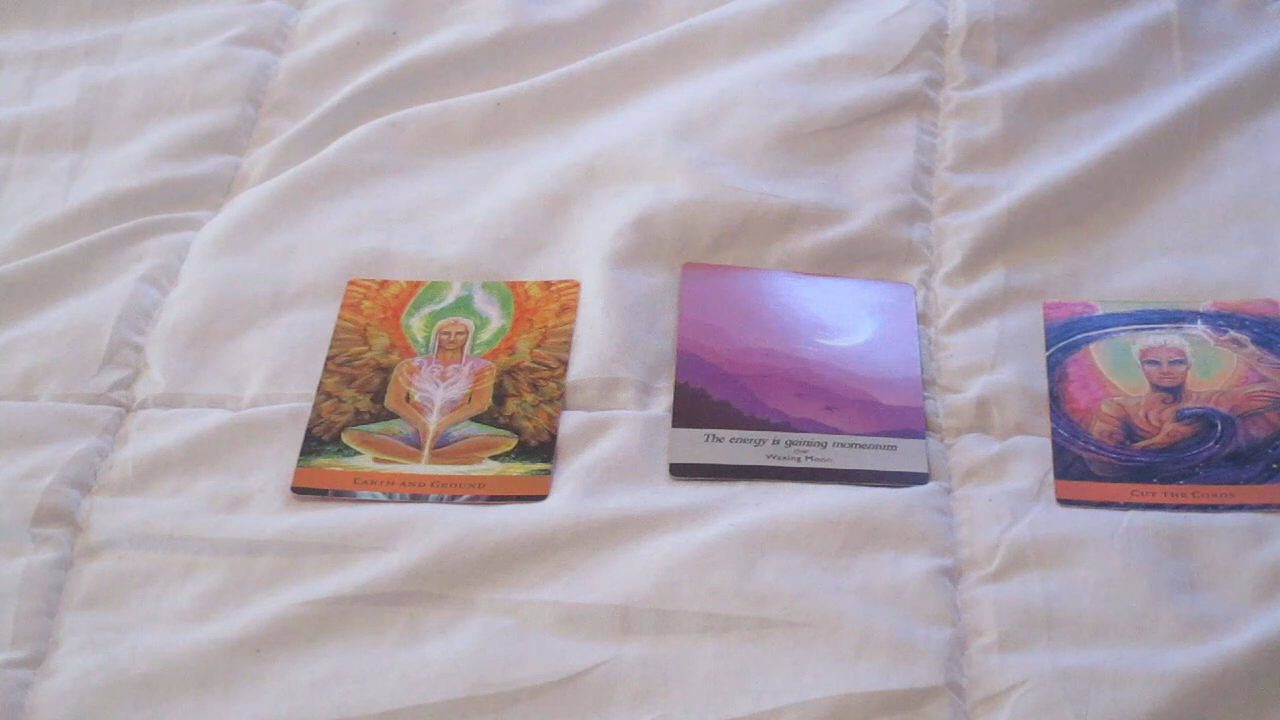 EARTH AND GROUND
The energy is gaining momentum
Waxing Moon
CUT THE CORDS